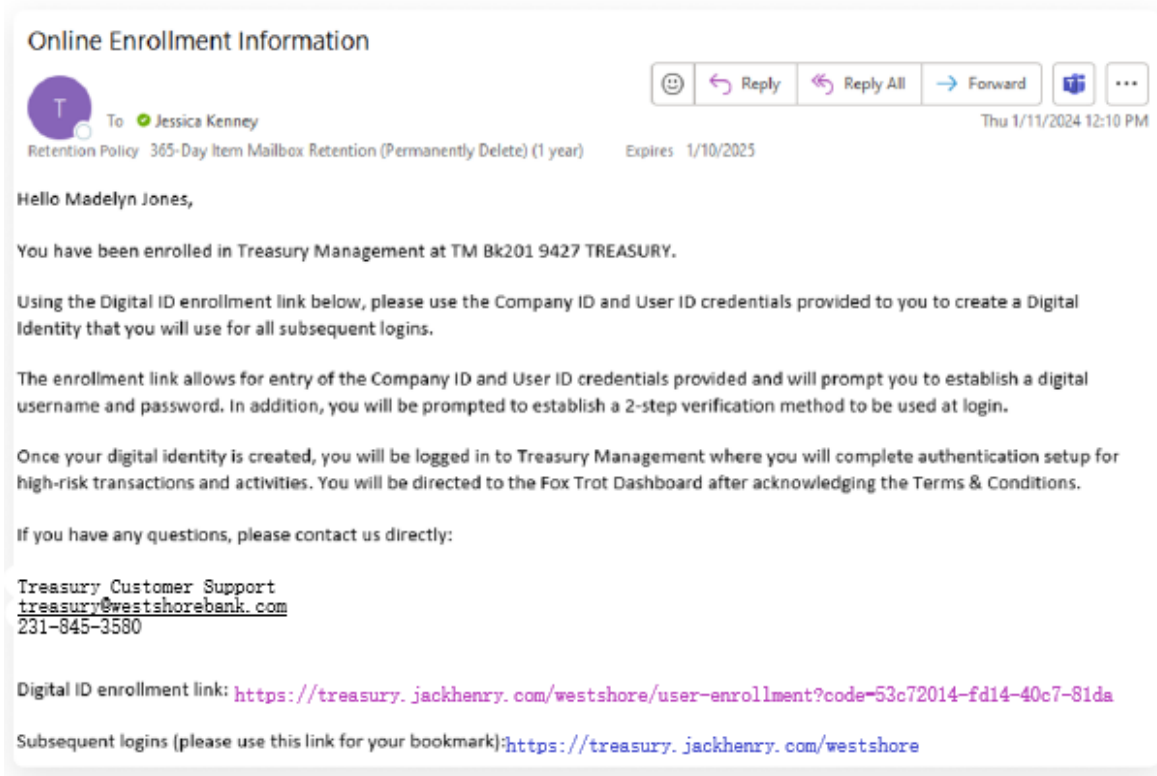 Online Enrollment Information
Reply
Reply All
Forward
T
To Jessica Kenney
Thu 1/11/2024 12:10 PM
Retention Policy 365-Day Item Mailbox Retention (Permanently Delete) (1 year) Expires 1/10/2025
Hello Madelyn Jones,
You have been enrolled in Treasury Management at TM Bk201 9427 TREASURY.
Using the Digital ID enrollment link below, please use the Company ID and User ID credentials provided to you to create a Digital
Identity that you will use for all subsequent logins.
The enrollment link allows for entry of the Company ID and User ID credentials provided and will prompt you to establish a digital
username and password. In addition, you will be prompted to establish a 2-step verification method to be used at login.
Once your digital identity is created, you will be logged in to Treasury Management where you will complete authentication setup for
high-risk transactions and activities. You will be directed to the Fox Trot Dashboard after acknowledging the Terms & Conditions.
If you have any questions, please contact us directly:
Treasury Customer Support
treasury@westshorebank.com
231-845-3580
Digital ID enrollment link: https://treasury.jackhenry.com/westshore/user-enrollment?code=53c72014-fd14-40c7-81da
Subsequent logins (please use this link for your bookmark):https://treasury.jackhenry.com/westshore